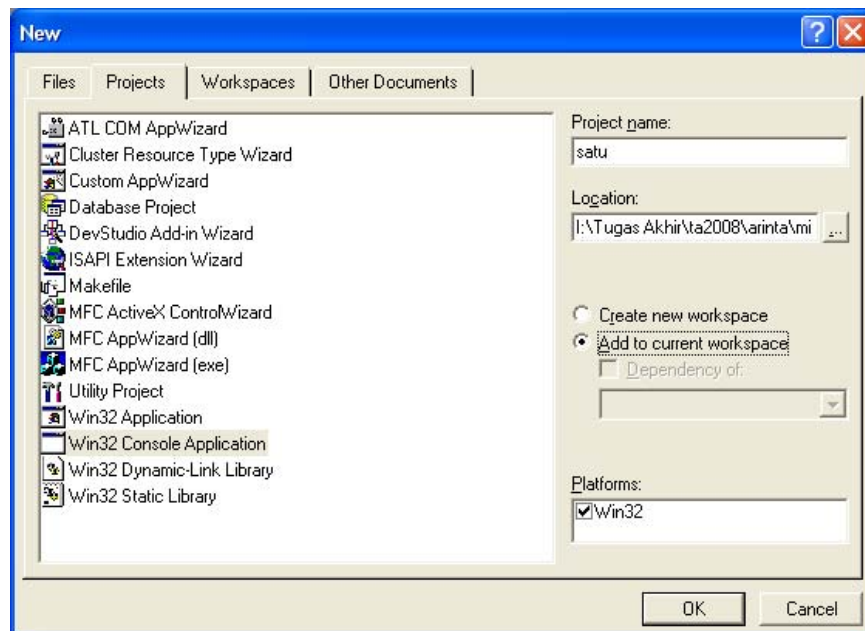 New
Files
Projects
Workspaces
Other Documents
ATL COM AppWizard
Cluster Resource Type Wizard
Custom AppWizard
Database Project
DevStudio Add-in Wizard
ISAPI Extension Wizard
Makefile
MFC ActiveX ControlWizard
MFC AppWizard (dll)
MFC AppWizard (exe)
Utility Project
Win32 Application
Win32 Console Application
Win32 Dynamic-Link Library
Win32 Static Library
Project name:
satu
Location:
I:\Tugas Akhir\ta2008\arinta\mi
...
Create new workspace
Add to current workspace
Dependency of:
Platforms:
Win32
OK
Cancel